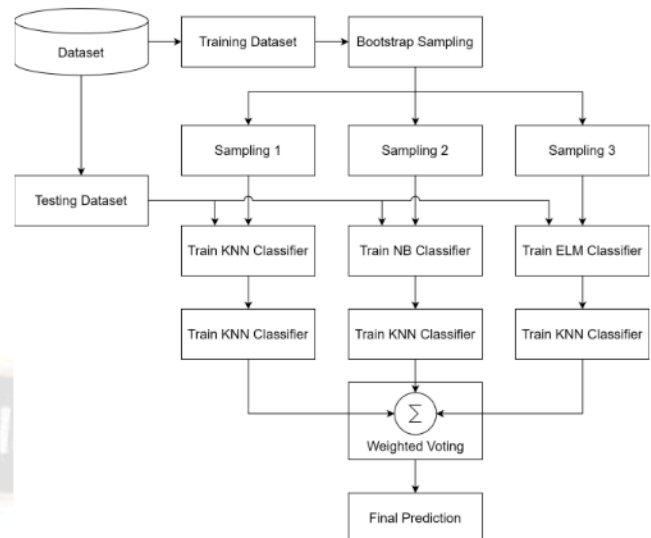 Dataset
Training Dataset
Bootstrap Sampling
Sampling 1
Sampling 2
Sampling 3
Testing Dataset
Train KNN Classifier
Train NB Classifier
Train ELM Classifier
Train KNN Classifier
Train KNN Classifier
Train KNN Classifier
Σ
Weighted Voting
Final Prediction